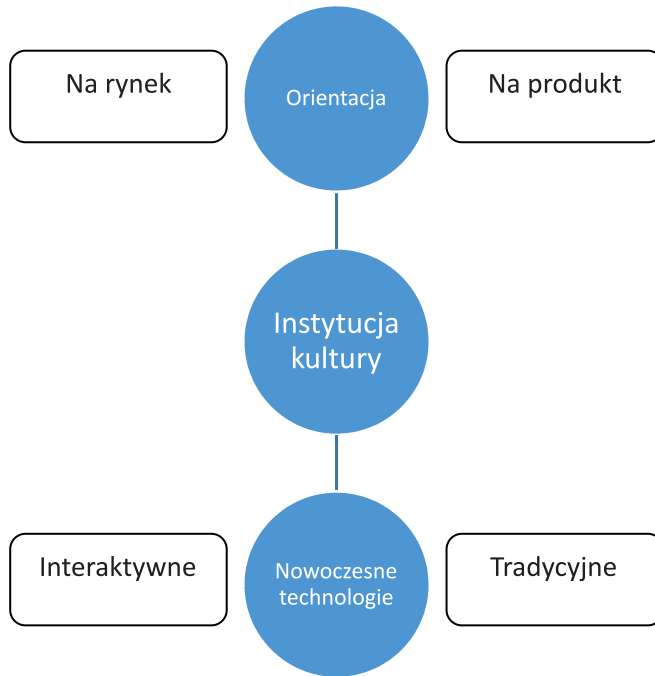 Na rynek
Orientacja
Na produkt
Instytucja
kultury
Interaktywne
Nowoczesne
technologie
Tradycyjne